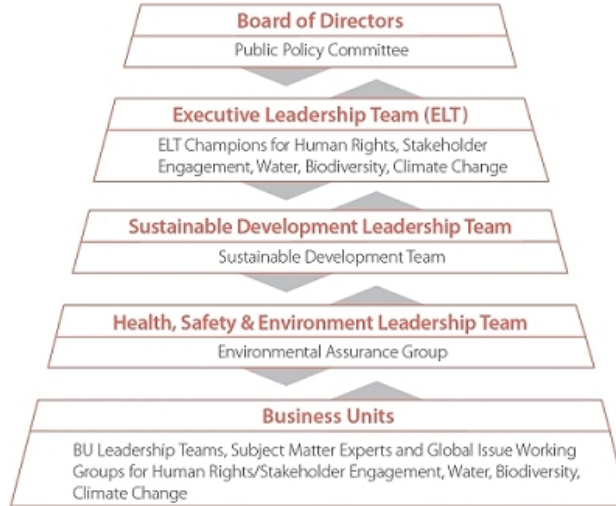 Board of Directors
Public Policy Committee
Executive Leadership Team (ELT)
ELT Champions for Human Rights, Stakeholder
Engagement, Water, Biodiversity, Climate Change
Sustainable Development Leadership Team
Sustainable Development Team
Health, Safety & Environment Leadership Team
Environmental Assurance Group
Business Units
BU Leadership Teams, Subject Matter Experts and Global Issue Working
Groups for Human Rights/Stakeholder Engagement, Water, Biodiversity,
Climate Change